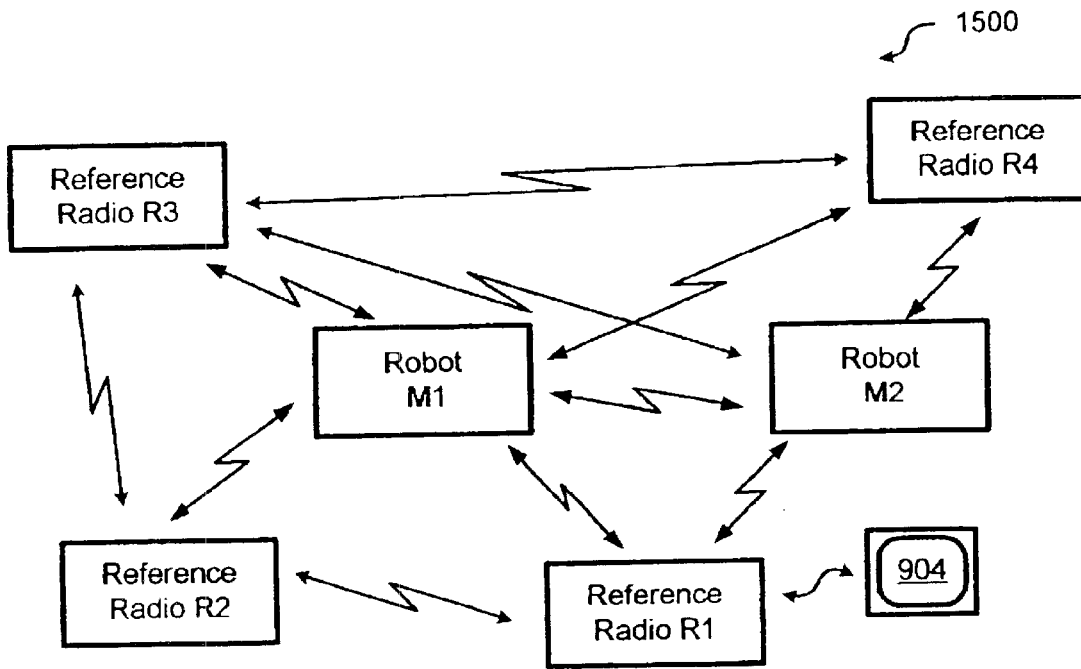 1500
Reference
Radio R4
Reference
Radio R3
Robot
M1
Robot
M2
Reference
Radio R2
Reference
Radio R1
904